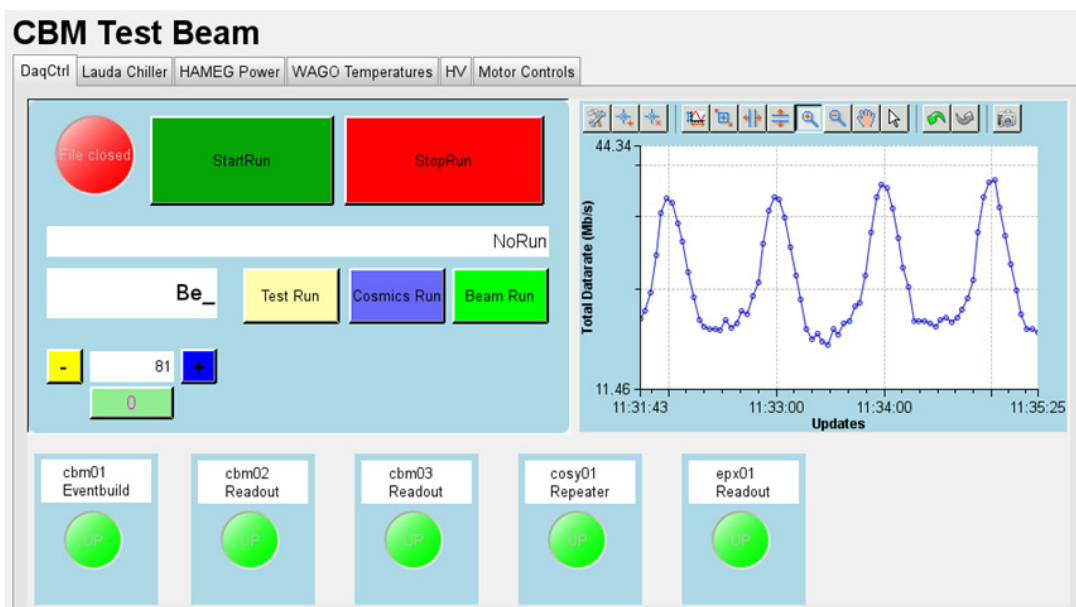 CBM Test Beam
DaqCtrl Lauda Chiller HAMEG Power WAGO Temperatures HV Motor Controls
File closed
StartRun
StopRun
NoRun
Be_
Test Run
Cosmics Run
Beam Run
-
81
+
0
44.34
Total Datarate (Mb/s)
11.46
11:31:43 11:33:00 11:34:00 11:35:25
Updates
cbm01
Eventbuild
UP
cbm02
Readout
UP
cbm03
Readout
UP
cosy01
Repeater
UP
epx01
Readout
UP